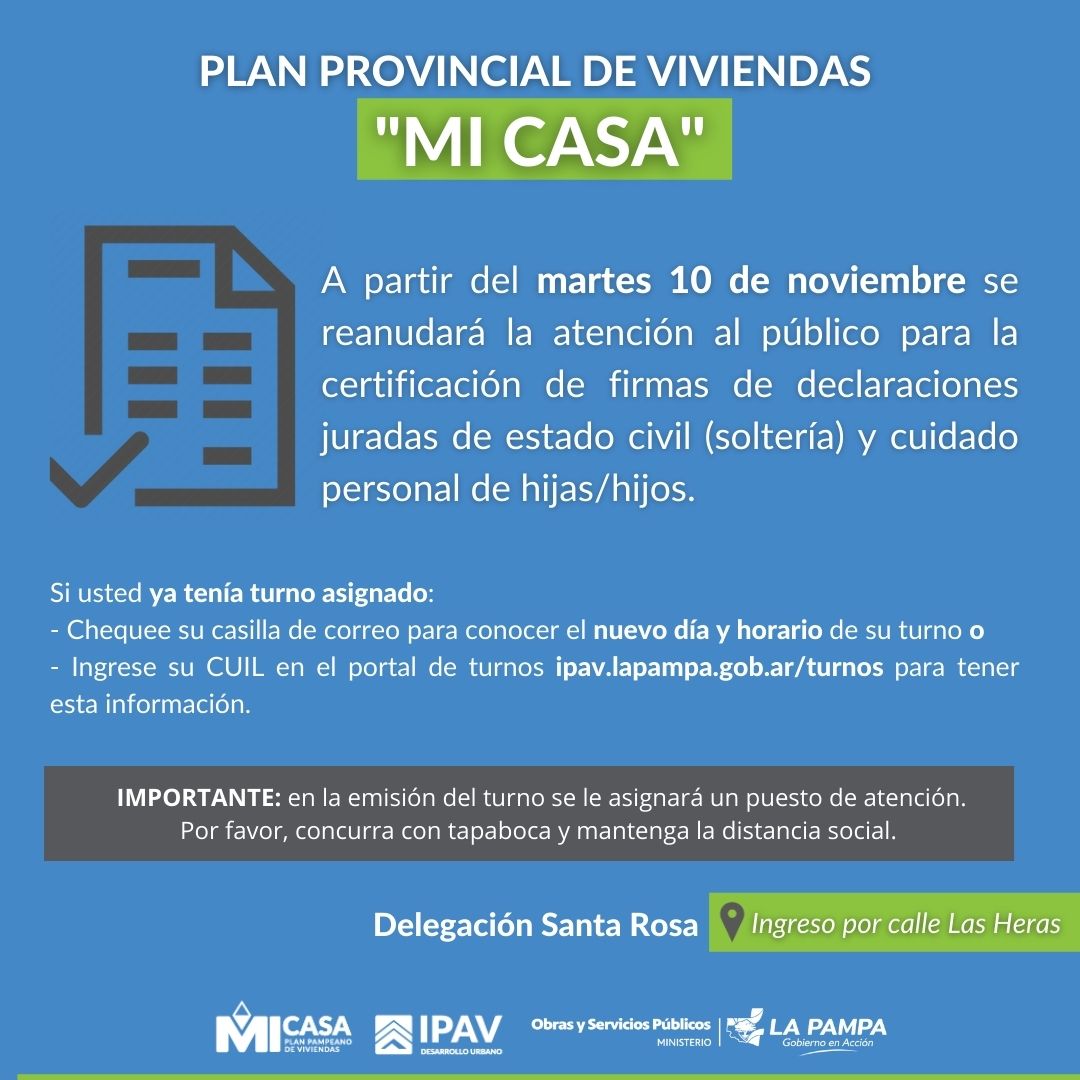 PLAN PROVINCIAL DE VIVIENDAS
"MI CASA"
A partir del martes 10 de noviembre se
reanudará la atención al público para la
certificación de firmas de declaraciones
juradas de estado civil (soltería) y cuidado
personal de hijas/hijos.
Si usted ya tenía turno asignado:
- Chequee su casilla de correo para conocer el nuevo día y horario de su turno o
- Ingrese su CUIL en el portal de turnos ipav.lapampa.gob.ar/turnos para tener
esta información.
IMPORTANTE: en la emisión del turno se le asignará un puesto de atención.
Por favor, concurra con tapaboca y mantenga la distancia social.
Delegación Santa Rosa
Ingreso por calle Las Heras
MI CASA
PLAN PAMPEANO
DE VIVIENDAS
IPAV
DESARROLLO URBANO
Obras y Servicios Públicos
MINISTERIO
LA PAMPA
Gobierno en Acción